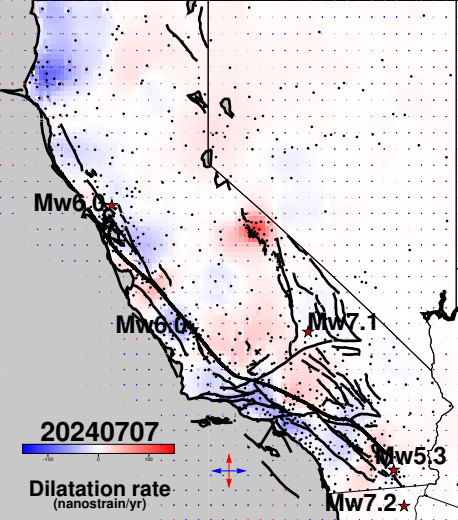 Mw6.0
Mw6.0
Mw7.1
20240707
-100 0 100
Mw5.3
Dilatation rate
(nanostrain/yr)
Mw7.2